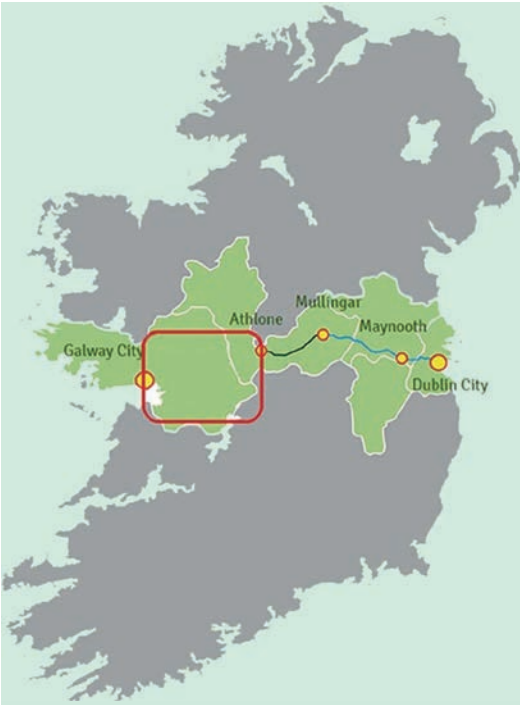 Mullingar
Athlone
Maynooth
Galway City
Dublin City